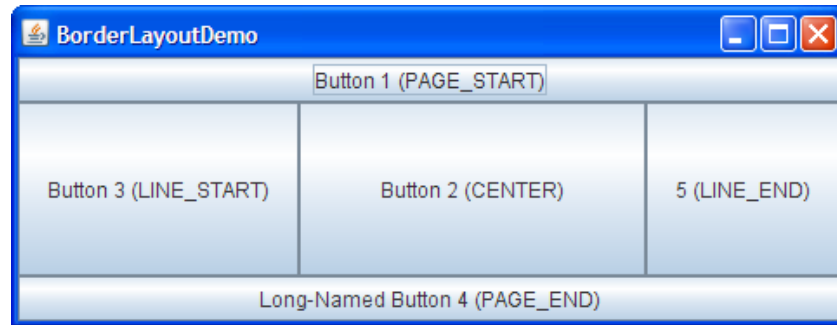 BorderLayoutDemo
Button 1 (PAGE_START)
Button 3 (LINE_START)
Button 2 (CENTER)
5 (LINE_END)
Long-Named Button 4 (PAGE_END)